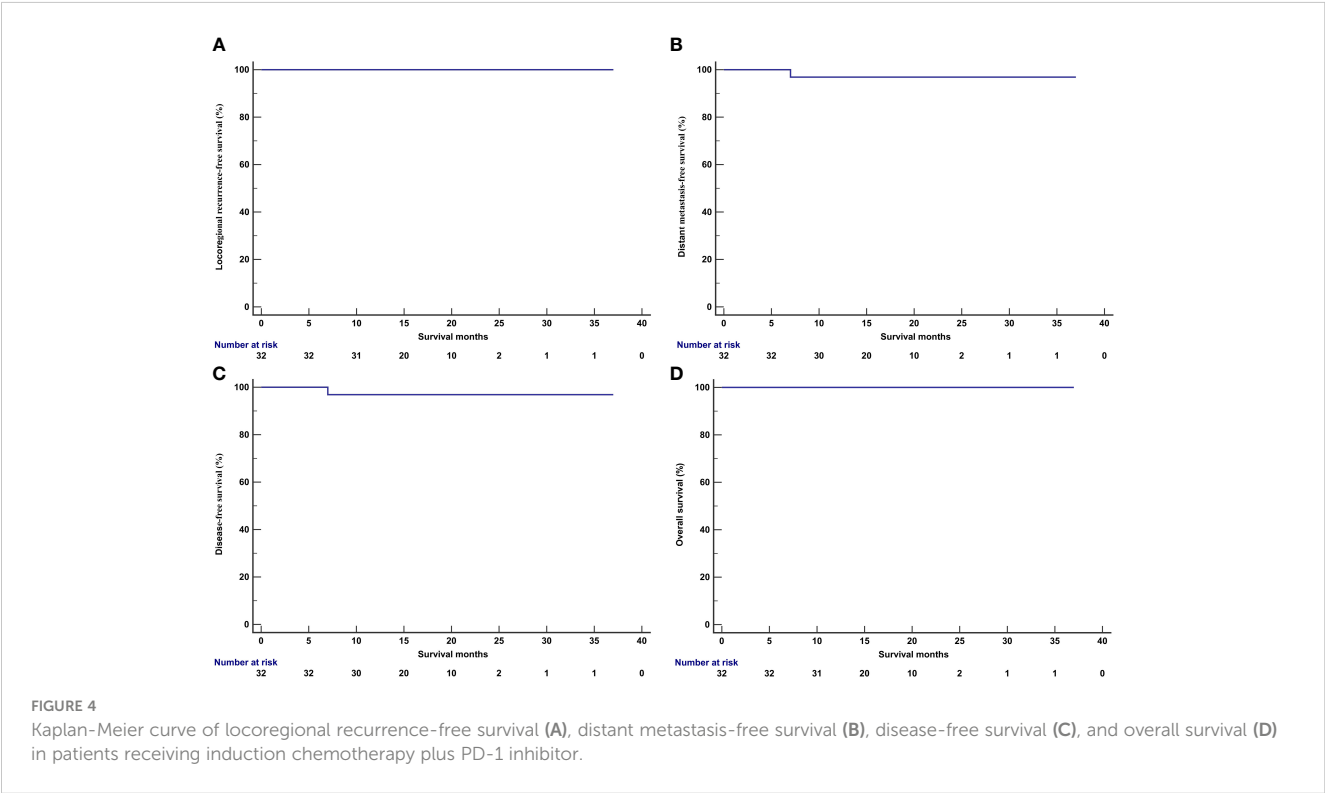 A
Locoregional recurrence-free survival (%)
100
80
60
40
20
0
0 5 10 15 20 25 30 35 40
Survival months
Number at risk
32 32 31 20 10 2 1 1 0
B
Distant metastasis-free survival (%)
100
80
60
40
20
0
0 5 10 15 20 25 30 35 40
Survival months
Number at risk
32 32 30 20 10 2 1 1 0
C
Disease-free survival (%)
100
80
60
40
20
0
0 5 10 15 20 25 30 35 40
Survival months
Number at risk
32 32 30 20 10 2 1 1 0
D
Overall survival (%)
100
80
60
40
20
0
0 5 10 15 20 25 30 35 40
Survival months
Number at risk
32 32 31 20 10 2 1 1 0
FIGURE 4
Kaplan-Meier curve of locoregional recurrence-free survival (A), distant metastasis-free survival (B), disease-free survival (C), and overall survival (D)
in patients receiving induction chemotherapy plus PD-1 inhibitor.